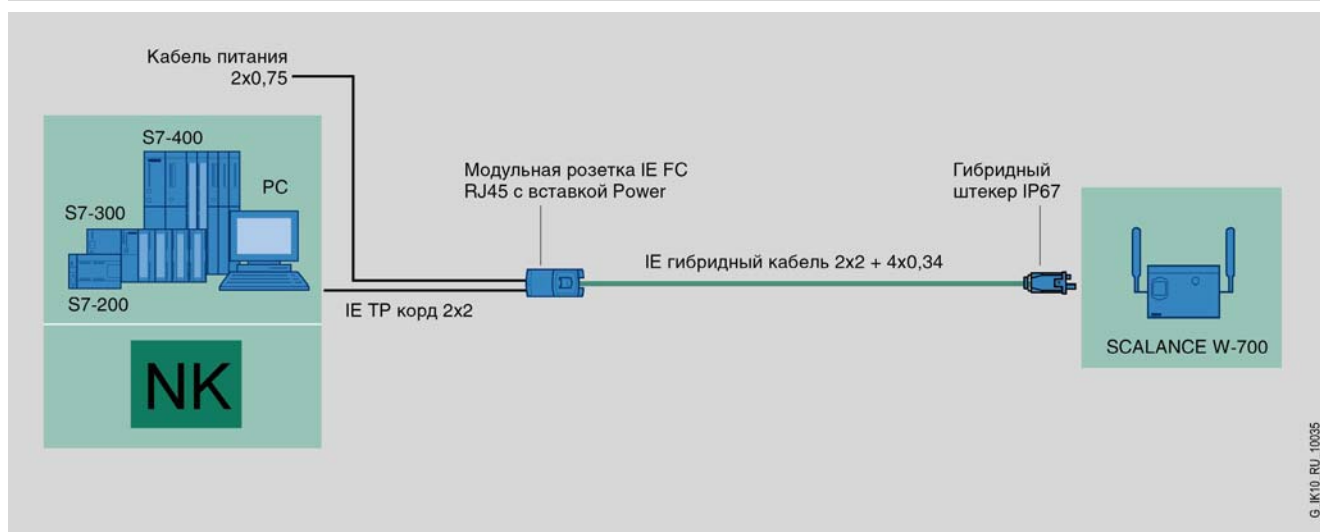 Кабель питания
2x0,75
S7-400
PC
S7-300
S7-200
IE TP корд 2x2
Модульная розетка IE FC
RJ45 с вставкой Power
IE гибридный кабель 2x2 + 4x0,34
Гибридный
штекер IP67
SCALANCE W-700
NK
G_IK10_RU_10035